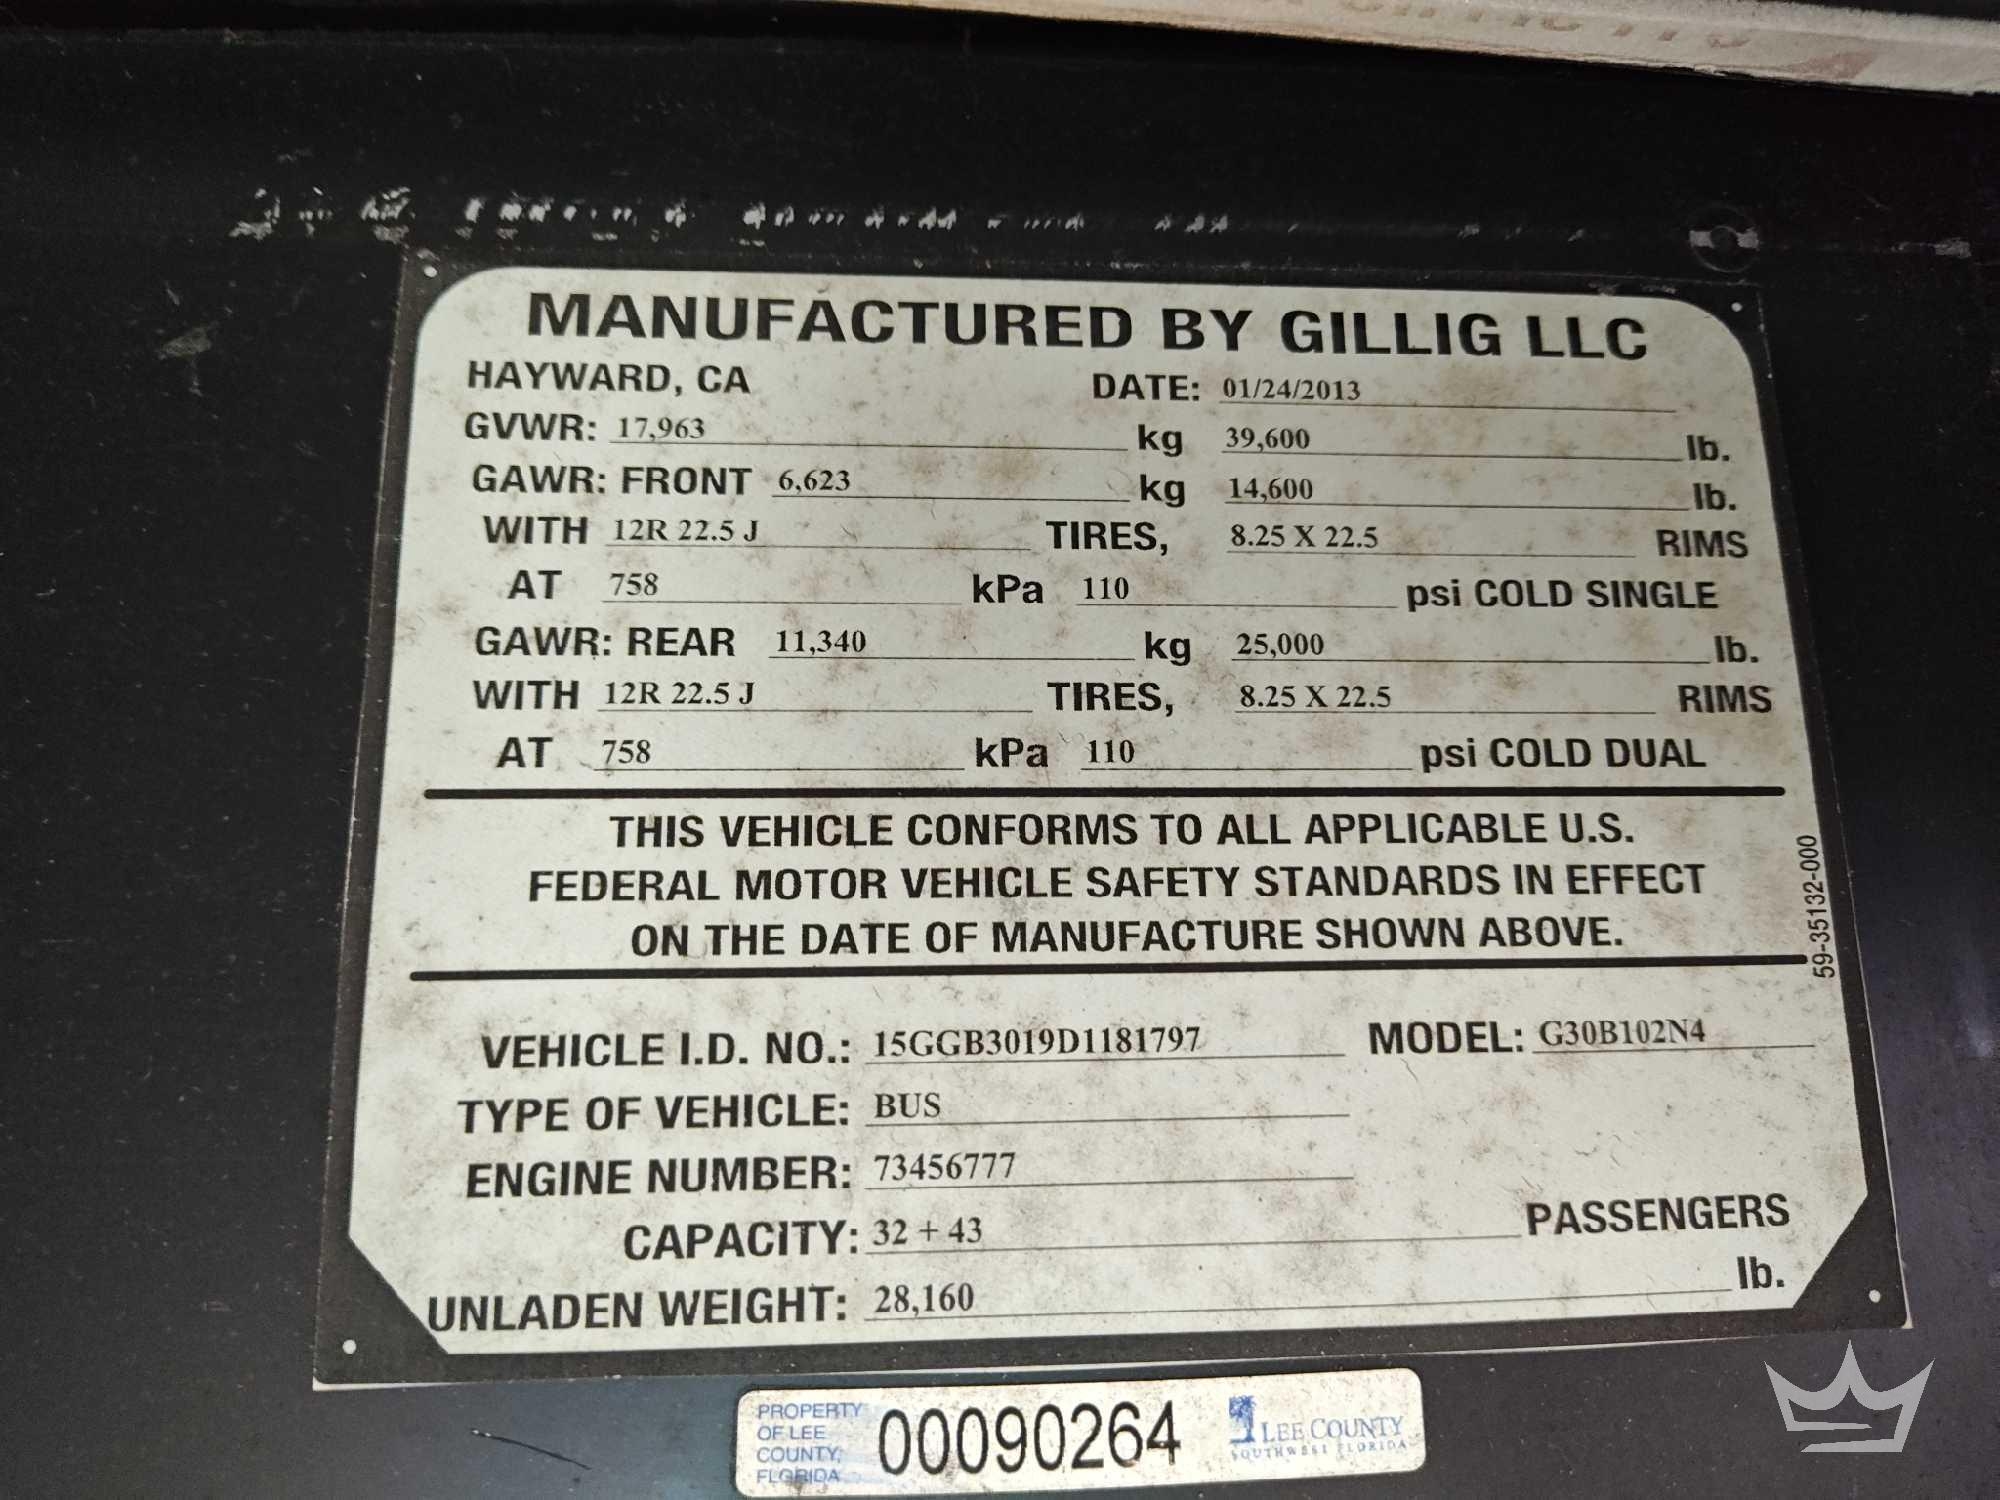 MANUFACTURED BY GILLIG LLC
HAYWARD, CA DATE: 01/24/2013
GVWR: 17,963 kg 39,600 lb.
GAWR: FRONT 6,623 kg 14,600 lb.
WITH 12R 22.5 J TIRES, 8.25 X 22.5 RIMS
AT 758 kPa 110 psi COLD SINGLE
GAWR: REAR 11,340 kg 25,000 lb.
WITH 12R 22.5 J TIRES, 8.25 X 22.5 RIMS
AT 758 kPa 110 psi COLD DUAL
THIS VEHICLE CONFORMS TO ALL APPLICABLE U.S.
FEDERAL MOTOR VEHICLE SAFETY STANDARDS IN EFFECT
ON THE DATE OF MANUFACTURE SHOWN ABOVE.
59-35132-000
VEHICLE I.D. NO.: 15GGB3019D1181797 MODEL: G30B102N4
TYPE OF VEHICLE: BUS
ENGINE NUMBER: 73456777
CAPACITY: 32 + 43 PASSENGERS
UNLADEN WEIGHT: 28,160 lb.
PROPERTY
OF LEE
COUNTY,
FLORIDA
00090264
LEE COUNTY
SOUTHWEST FLORIDA